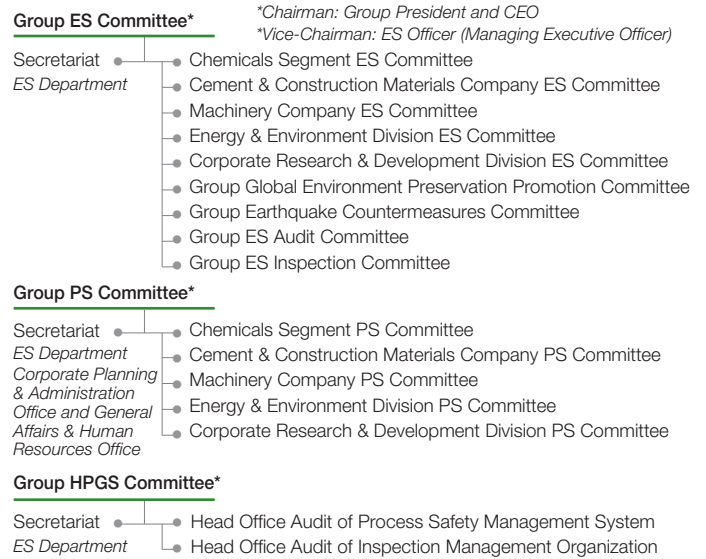 Group ES Committee*
*Chairman: Group President and CEO
*Vice-Chairman: ES Officer (Managing Executive Officer)
Secretariat
ES Department
Chemicals Segment ES Committee
Cement & Construction Materials Company ES Committee
Machinery Company ES Committee
Energy & Environment Division ES Committee
Corporate Research & Development Division ES Committee
Group Global Environment Preservation Promotion Committee
Group Earthquake Countermeasures Committee
Group ES Audit Committee
Group ES Inspection Committee
Group PS Committee*
Secretariat
ES Department
Corporate Planning
& Administration
Office and General
Affairs & Human
Resources Office
Chemicals Segment PS Committee
Cement & Construction Materials Company PS Committee
Machinery Company PS Committee
Energy & Environment Division PS Committee
Corporate Research & Development Division PS Committee
Group HPGS Committee*
Secretariat
ES Department
Head Office Audit of Process Safety Management System
Head Office Audit of Inspection Management Organization